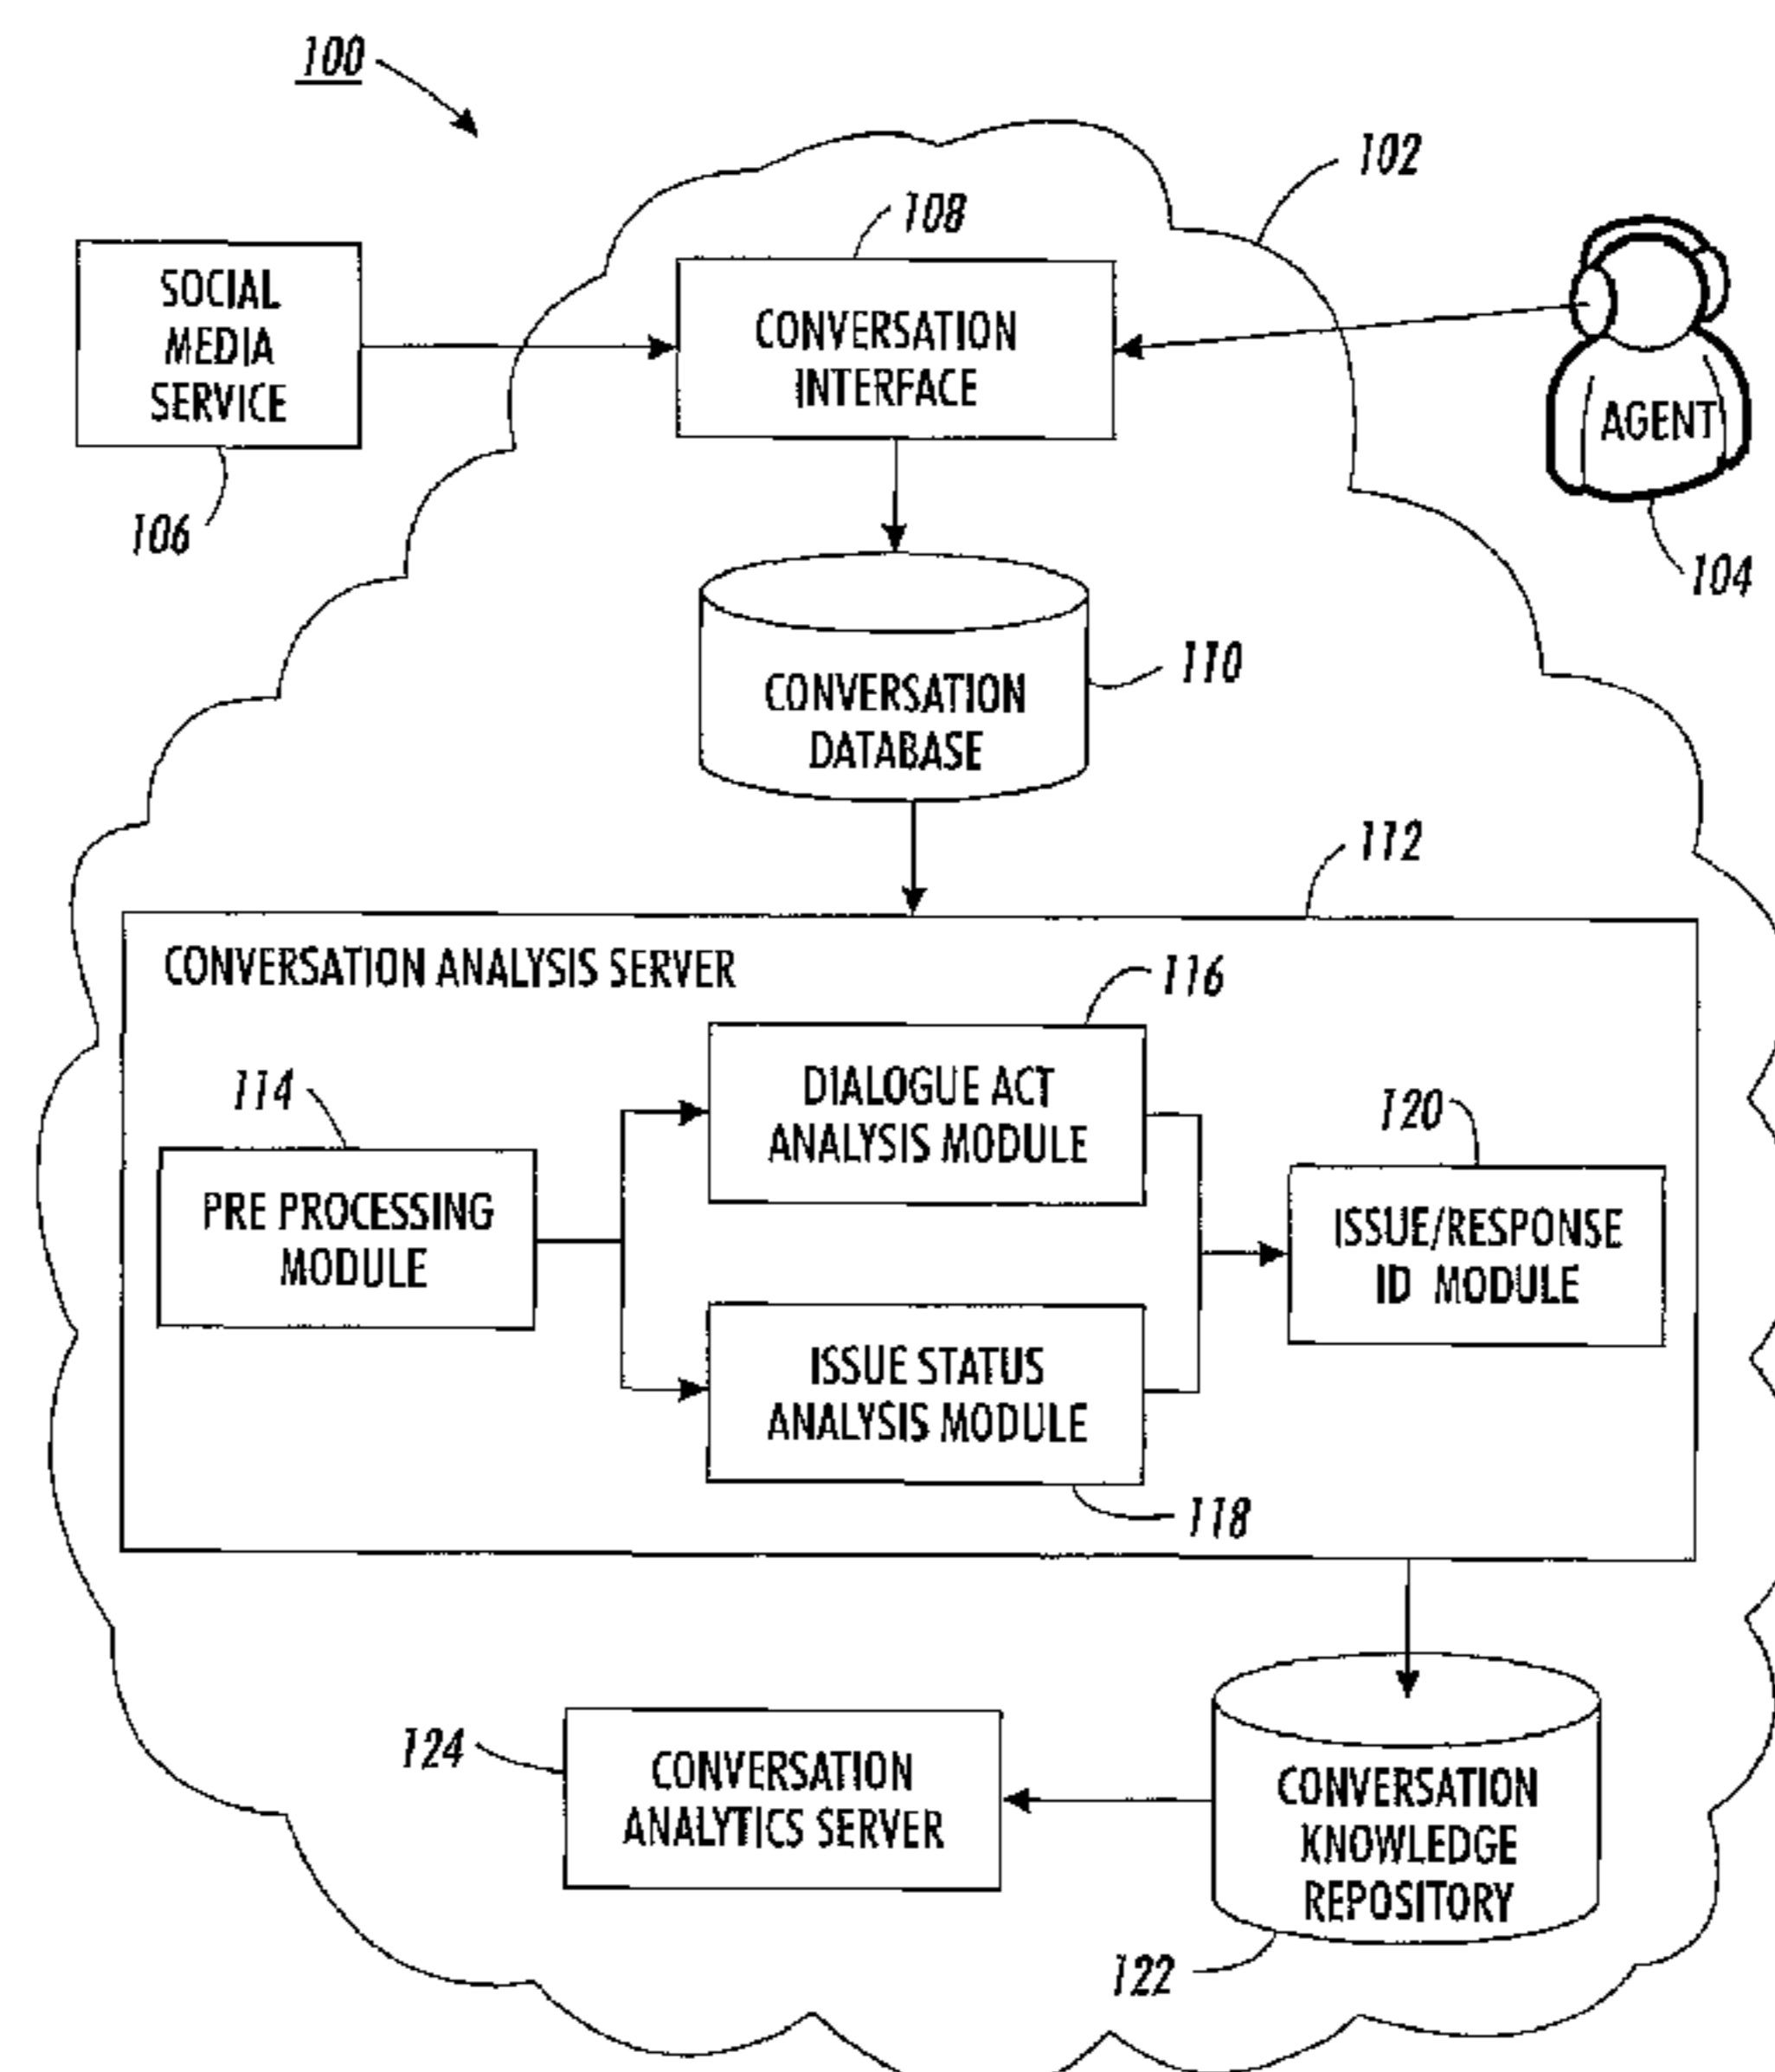 100
102
108
SOCIAL
MEDIA
SERVICE
CONVERSATION
INTERFACE
AGENT
106
104
110
CONVERSATION
DATABASE
112
CONVERSATION ANALYSIS SERVER
116
114
DIALOGUE ACT
ANALYSIS MODULE
120
PRE PROCESSING
MODULE
ISSUE/RESPONSE
ID MODULE
ISSUE STATUS
ANALYSIS MODULE
118
124
CONVERSATION
ANALYTICS SERVER
CONVERSATION
KNOWLEDGE
REPOSITORY
122